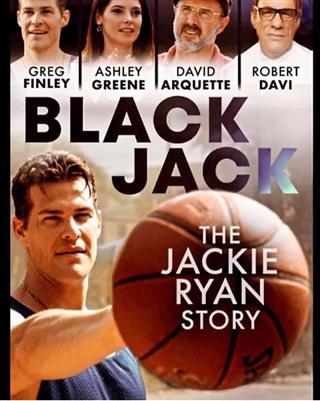 GREG ASHLEY DAVID ROBERT
FINLEY GREENE ARQUETTE DAVI
BLACK
JACK
THE
JACKIE
RYAN
STORY